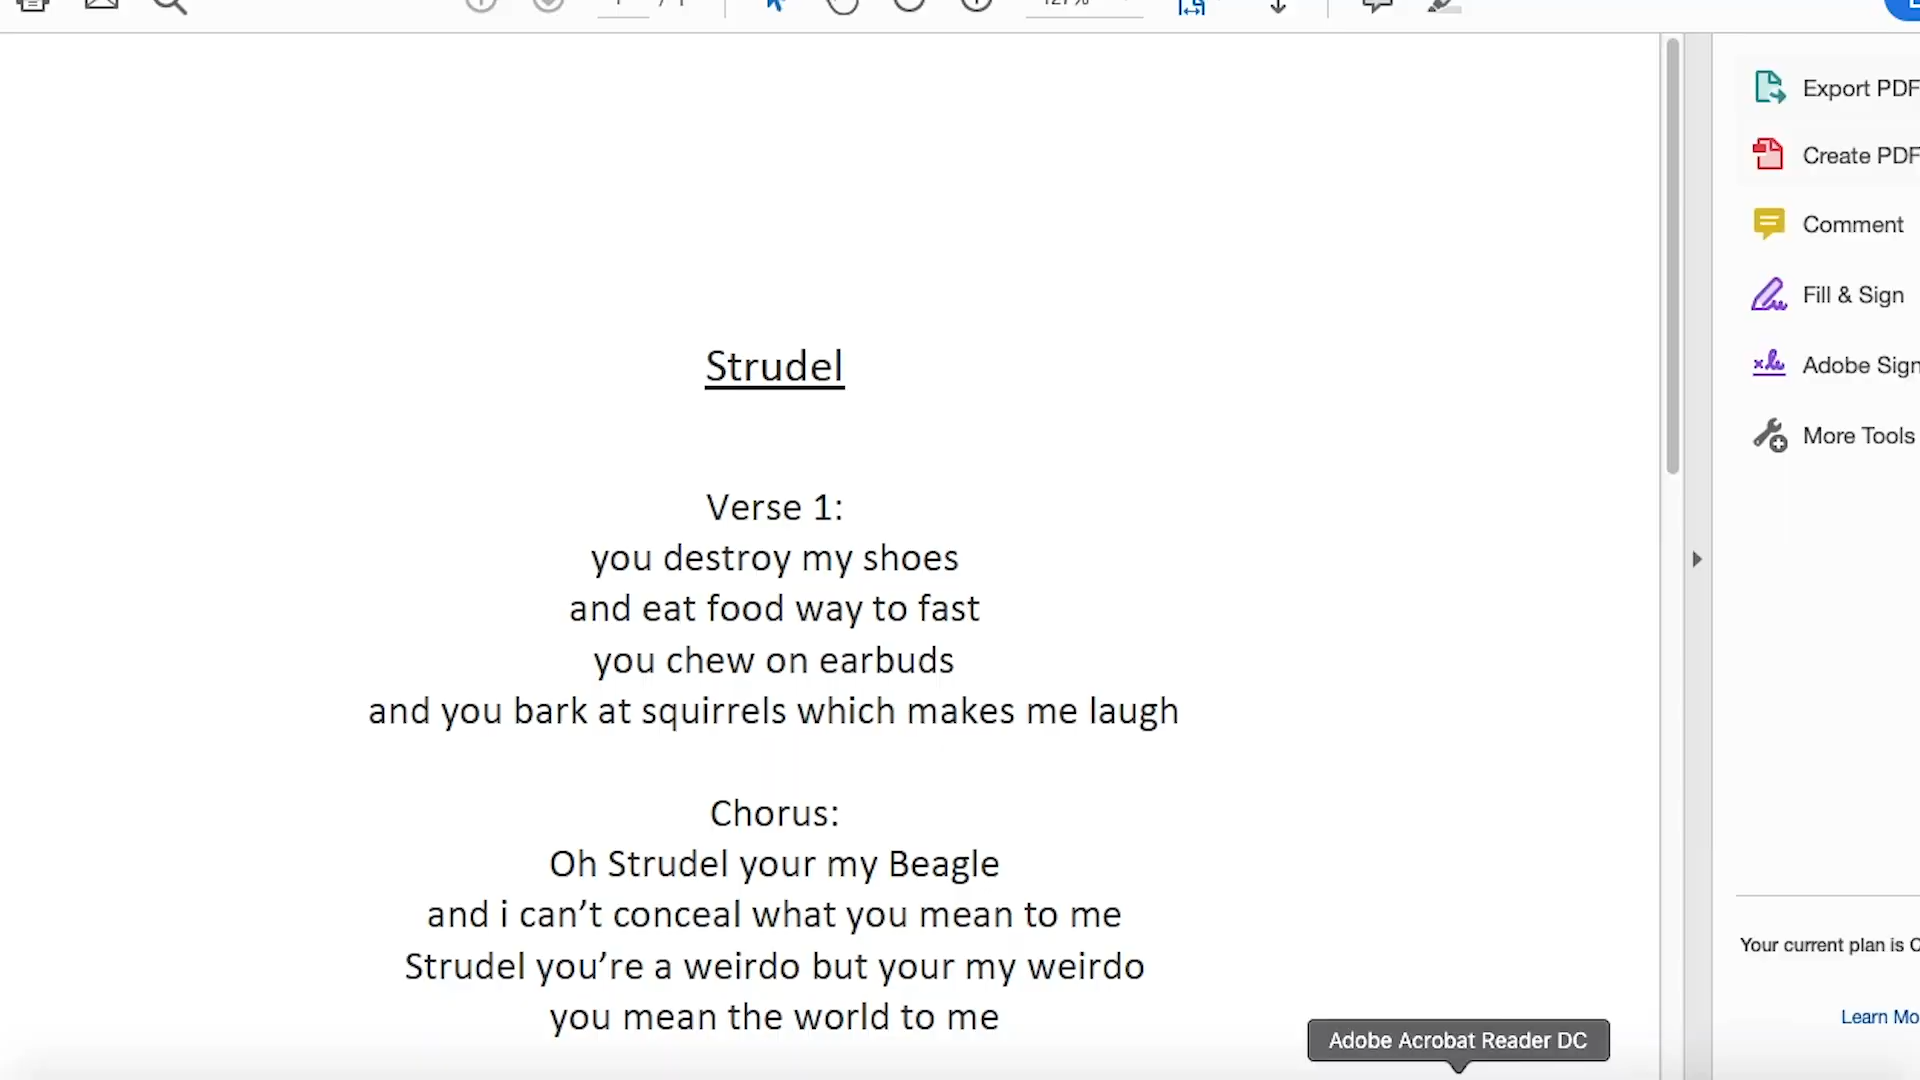 Export PDF
Create PDF
Comment
Fill & Sign
Adobe Sign
More Tools
Strudel
Verse 1:
you destroy my shoes
and eat food way to fast
you chew on earbuds
and you bark at squirrels which makes me laugh
Chorus:
Oh Strudel your my Beagle
and i can’t conceal what you mean to me
Strudel you’re a weirdo but your my weirdo
you mean the world to me
Your current plan is
Learn Mo
Adobe Acrobat Reader DC